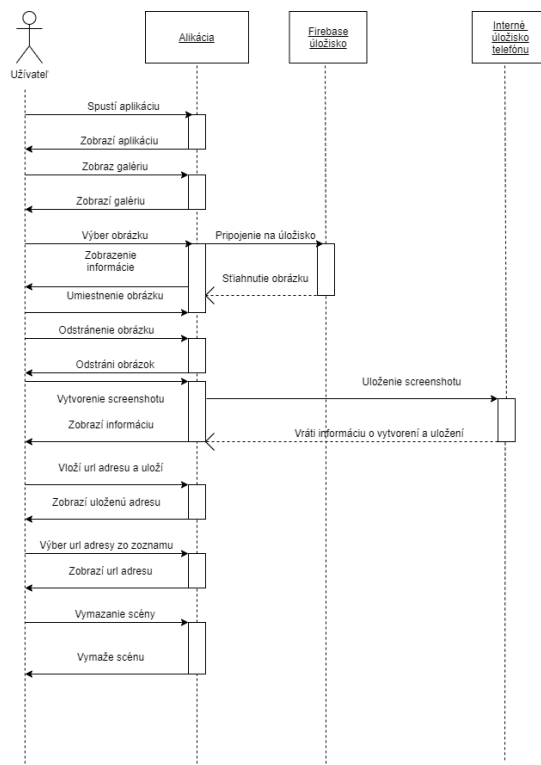 Užívateľ
Alikácia
Firebase
úložisko
Interné
úložisko
telefónu
Spustí aplikáciu
Zobrazí aplikáciu
Zobraz galériu
Zobrazí galériu
Výber obrázku
Pripojenie na úložisko
Zobrazenie
informácie
Sťiahnutie obrázku
Umiestnenie obrázku
Odstránenie obrázku
Odstráni obrázok
Uloženie screenshotu
Vytvorenie screenshotu
Zobrazí informáciu
Vráti informáciu o vytvorení a uložení
Vloží url adresu a uloží
Zobrazí uloženú adresu
Výber url adresy zo zoznamu
Zobrazí url adresu
Vymazanie scény
Vymaže scénu